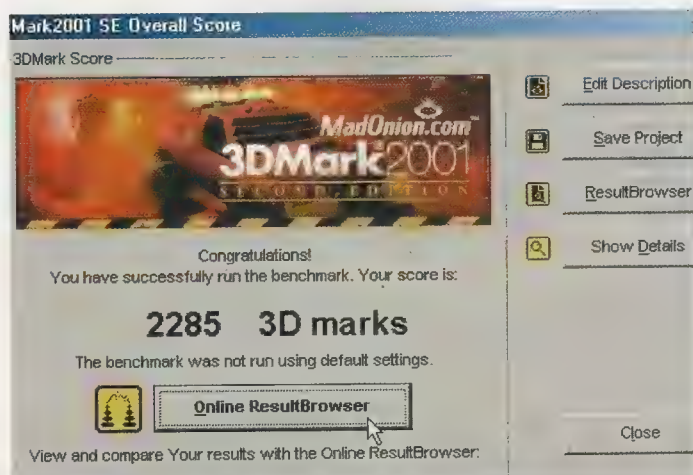 Mark2001 SE Overall Score
3DMark Score
MadOnion.com™
3DMark2001
SECOND EDITION
Congratulations!
You have successfully run the benchmark. Your score is:
2285 3D marks
The benchmark was not run using default settings.
Online ResultBrowser
View and compare Your results with the Online ResultBrowser:
Edit Description
Save Project
ResultBrowser
Show Details
Close